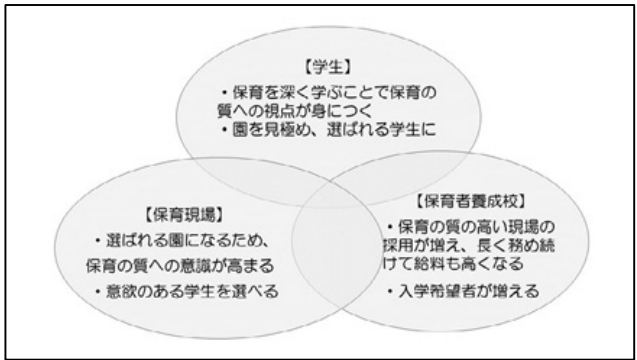 【学生】
・保育を深く学ぶことで保育の
質への視点が身につく
・園を見極め、選ばれる学生に
【保育現場】
・選ばれる園になるため、
保育の質への意識が高まる
・意欲のある学生を選べる
【保育者養成校】
・保育の質の高い現場の
採用が増え、長く務め続
けて給料も高くなる
・入学希望者が増える